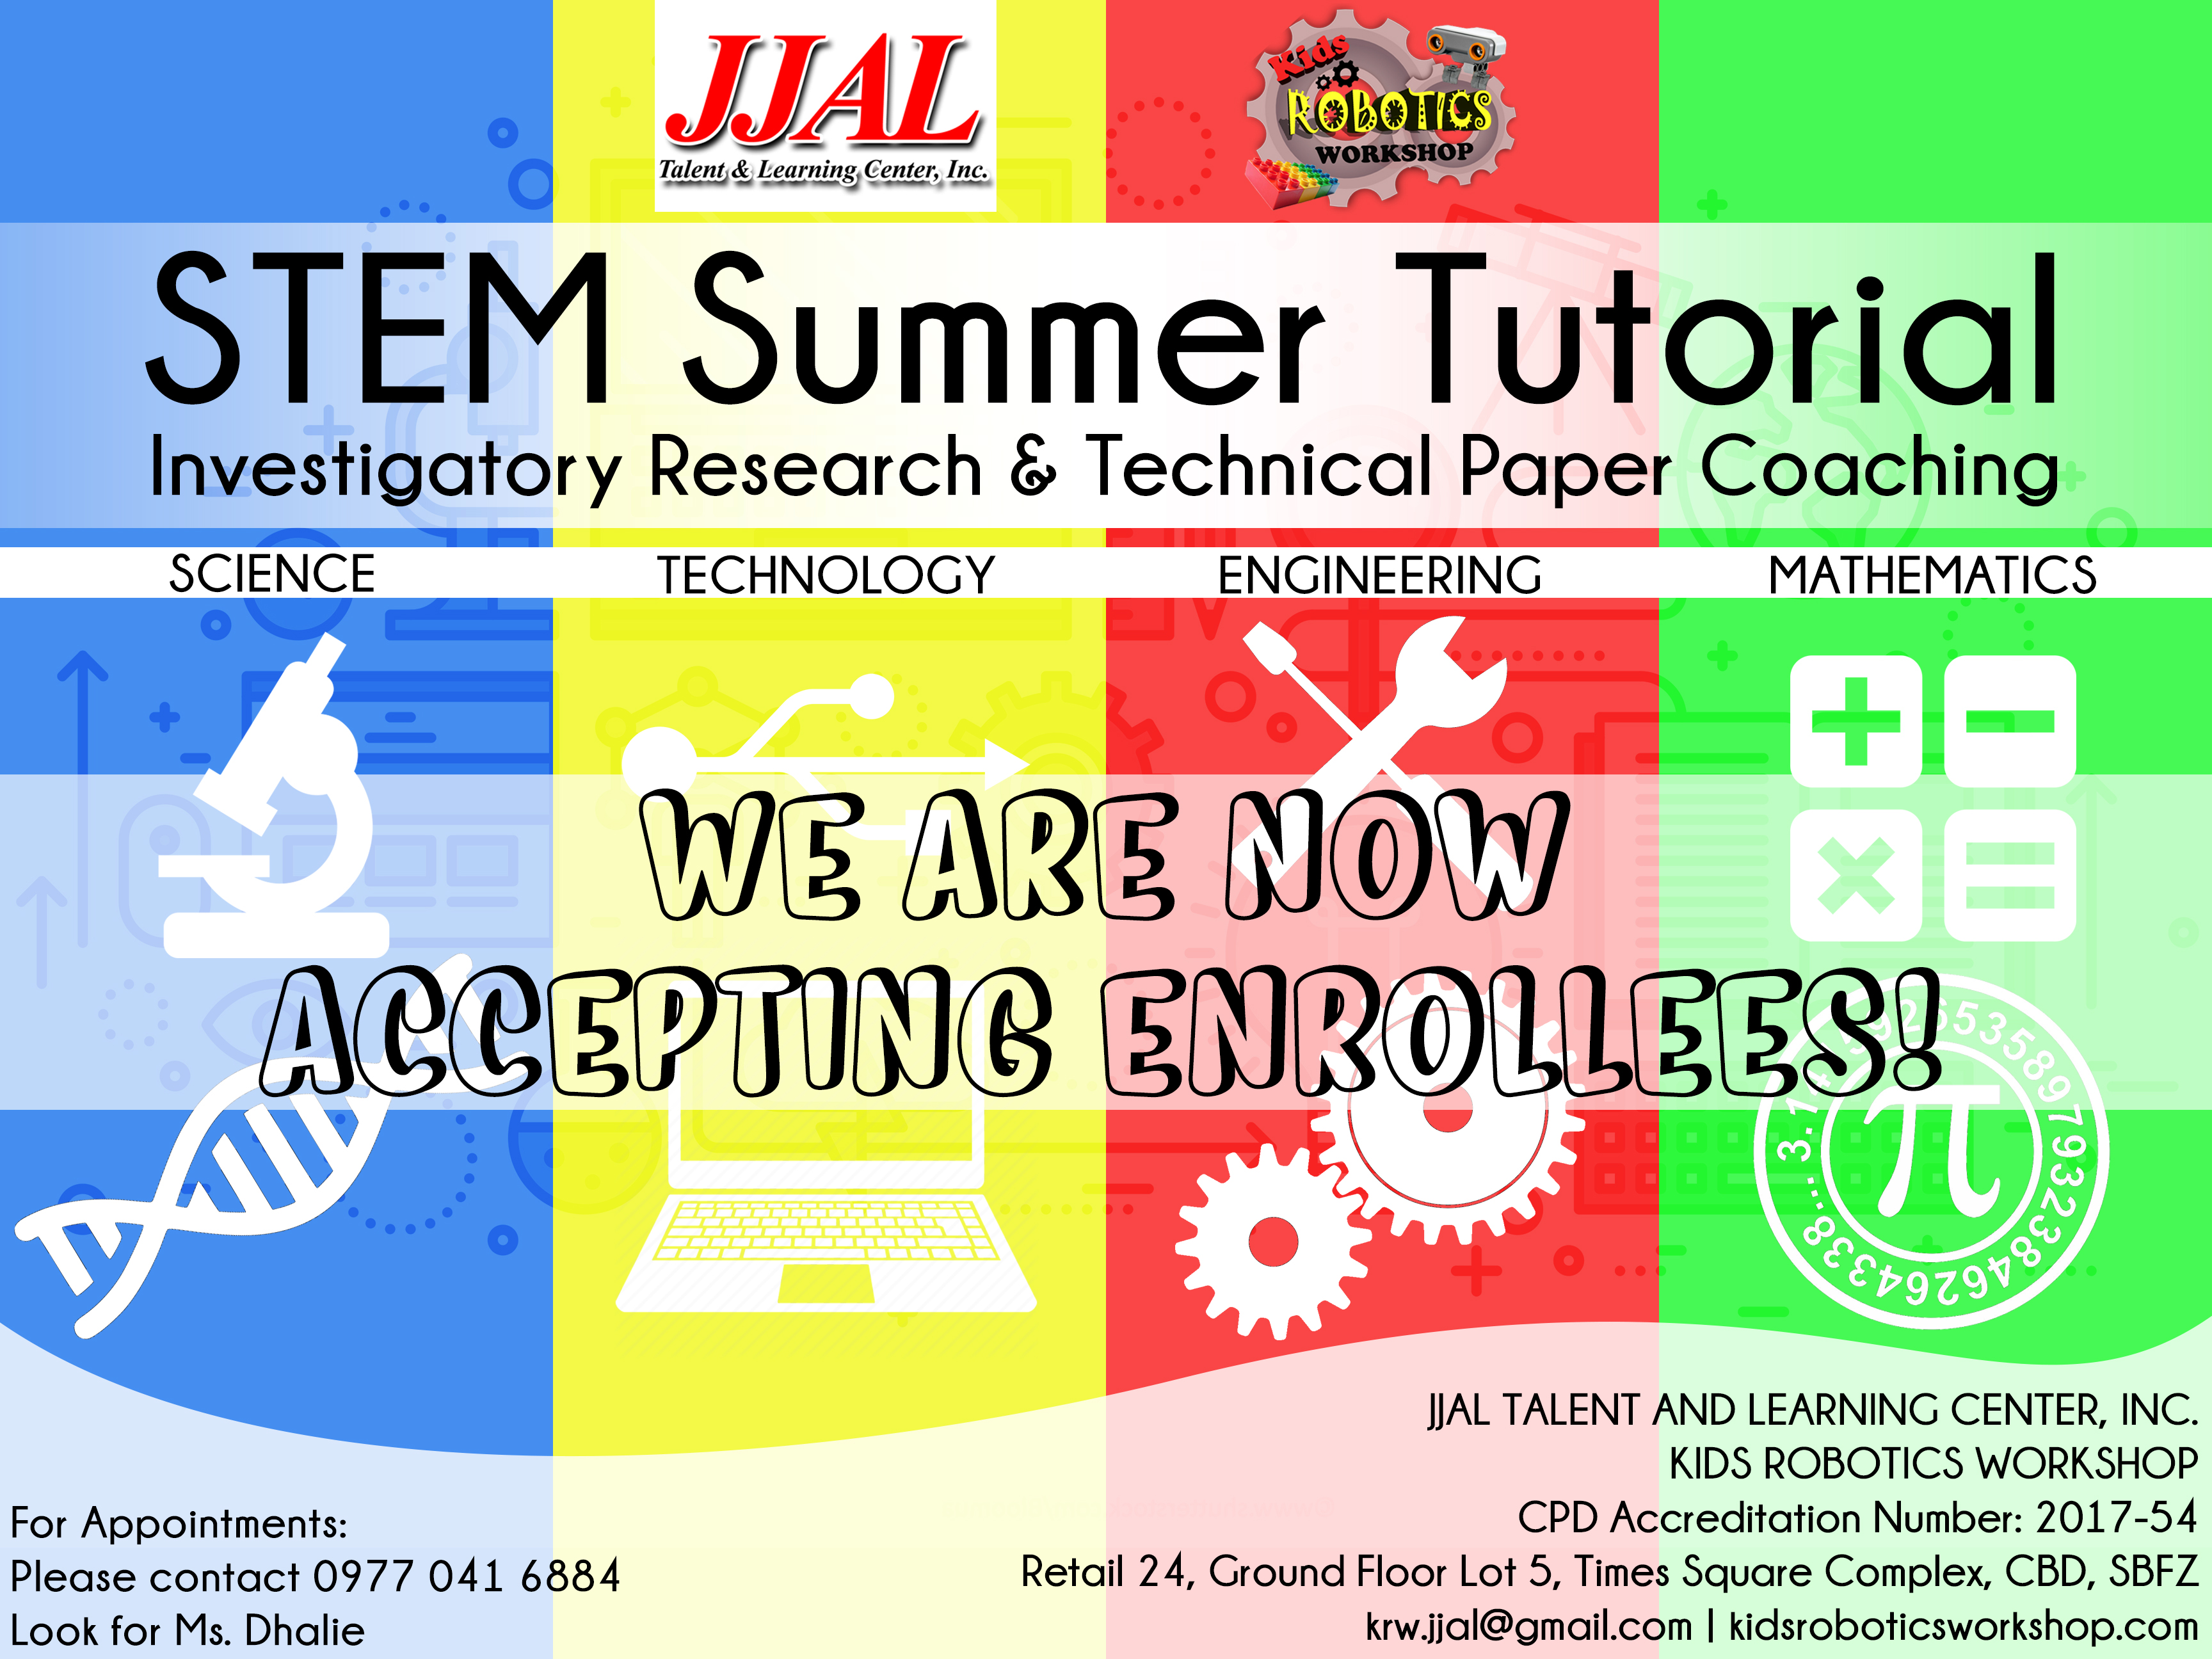 JJAL
Talent & Learning Center, Inc.
Kids
ROBOTICS
WORKSHOP
STEM Summer Tutorial
Investigatory Research & Technical Paper Coaching
SCIENCE TECHNOLOGY ENGINEERING MATHEMATICS
WE ARE NOW
ACCEPTING ENROLLEES!
π
For Appointments:
Please contact 0977 041 6884
Look for Ms. Dhalie
JJAL TALENT AND LEARNING CENTER, INC.
KIDS ROBOTICS WORKSHOP
CPD Accreditation Number: 2017-54
Retail 24, Ground Floor Lot 5, Times Square Complex, CBD, SBFZ
krw.jjal@gmail.com | kidsroboticsworkshop.com